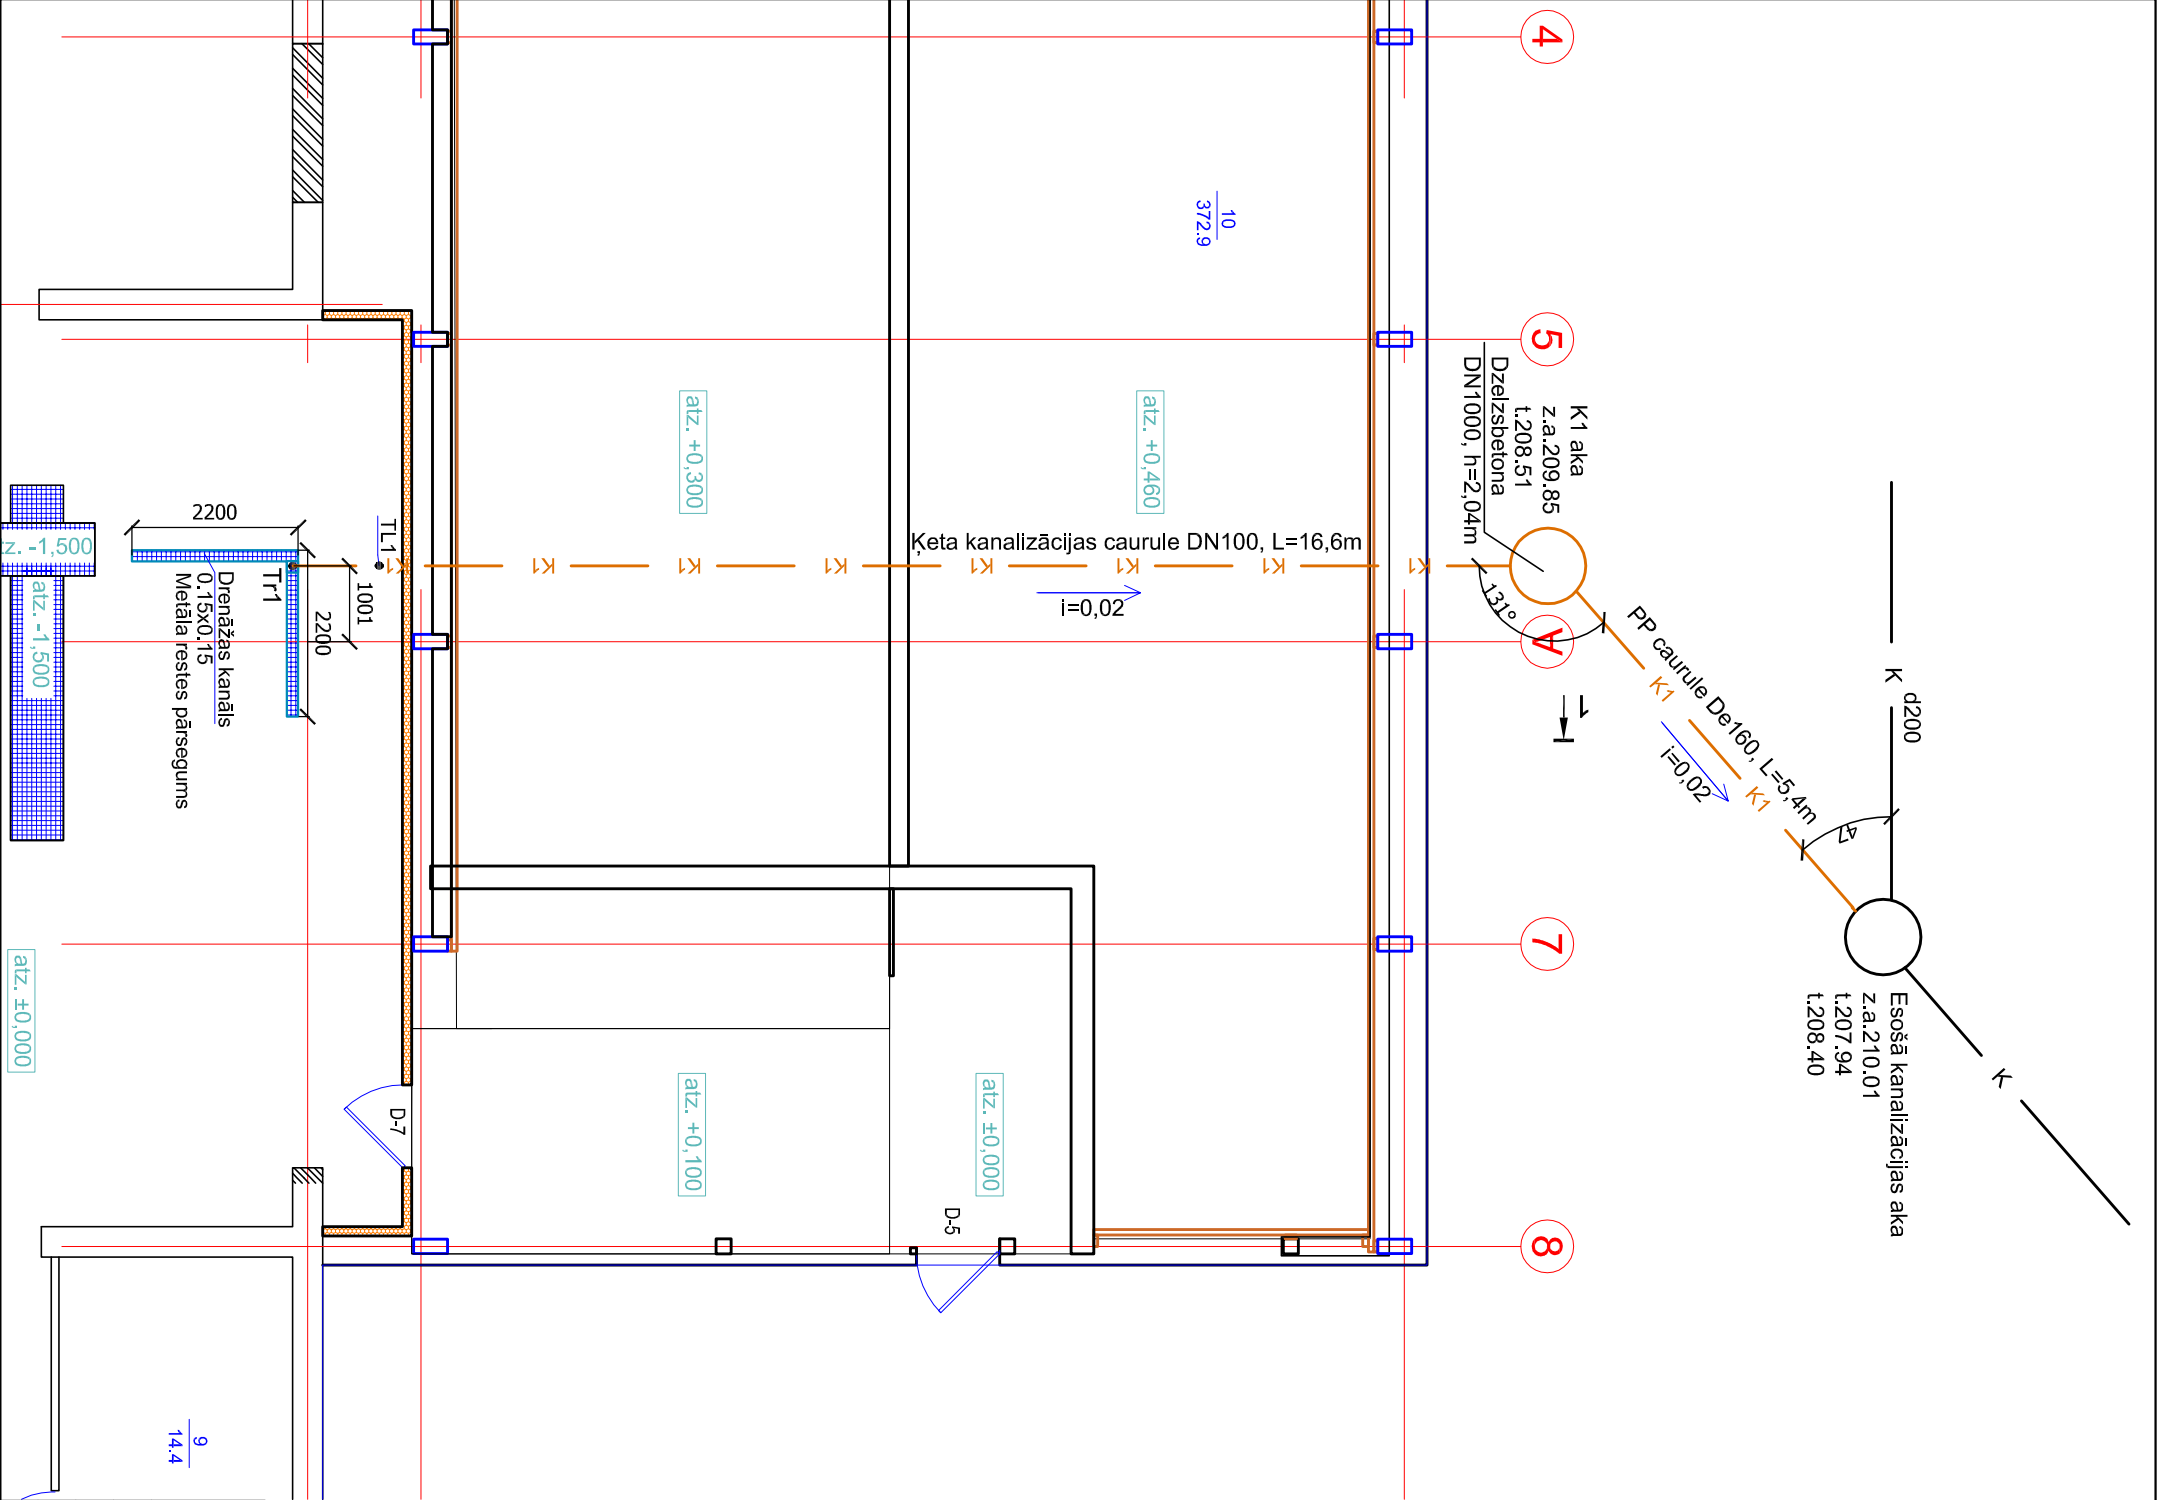 4
5
A
7
8
10
372.9
K1 aka
z.a.209.85
t.208.51
Dzelzsbetona
DN1000, h=2,04m
131°
PP caurule De160, L=5,4m
K1
K1
i=0,02
K
d200
47
Esošā kanalizācijas aka
z.a.210.01
t.207.94
t.208.40
K
1
atz. +0,300
atz. +0,460
Ķeta kanalizācijas caurule DN100, L=16,6m
K1
K1
K1
K1
K1
K1
K1
K1
i=0,02
TL1
1001
2200
2200
Tr1
Drenāžas kanāls
0.15x0.15
Metāla restes pārsegums
-1,500
atz. -1,500
atz. ±0,000
D-7
atz. +0,100
atz. ±0,000
D-5
9
14.4